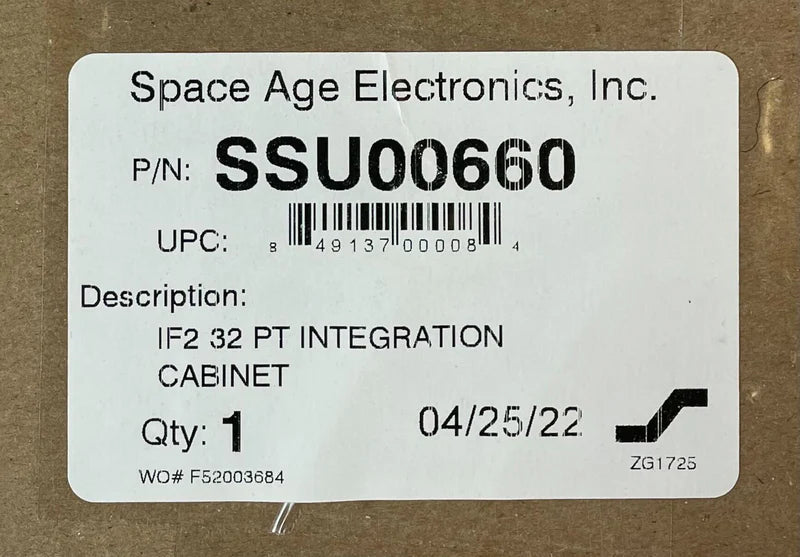 Space Age Electronics, Inc.
P/N: SSU00660
UPC: 8 49137 00008 4
Description:
IF2 32 PT INTEGRATION
CABINET
Qty: 1 04/25/22
WO# F52003684 ZG1725